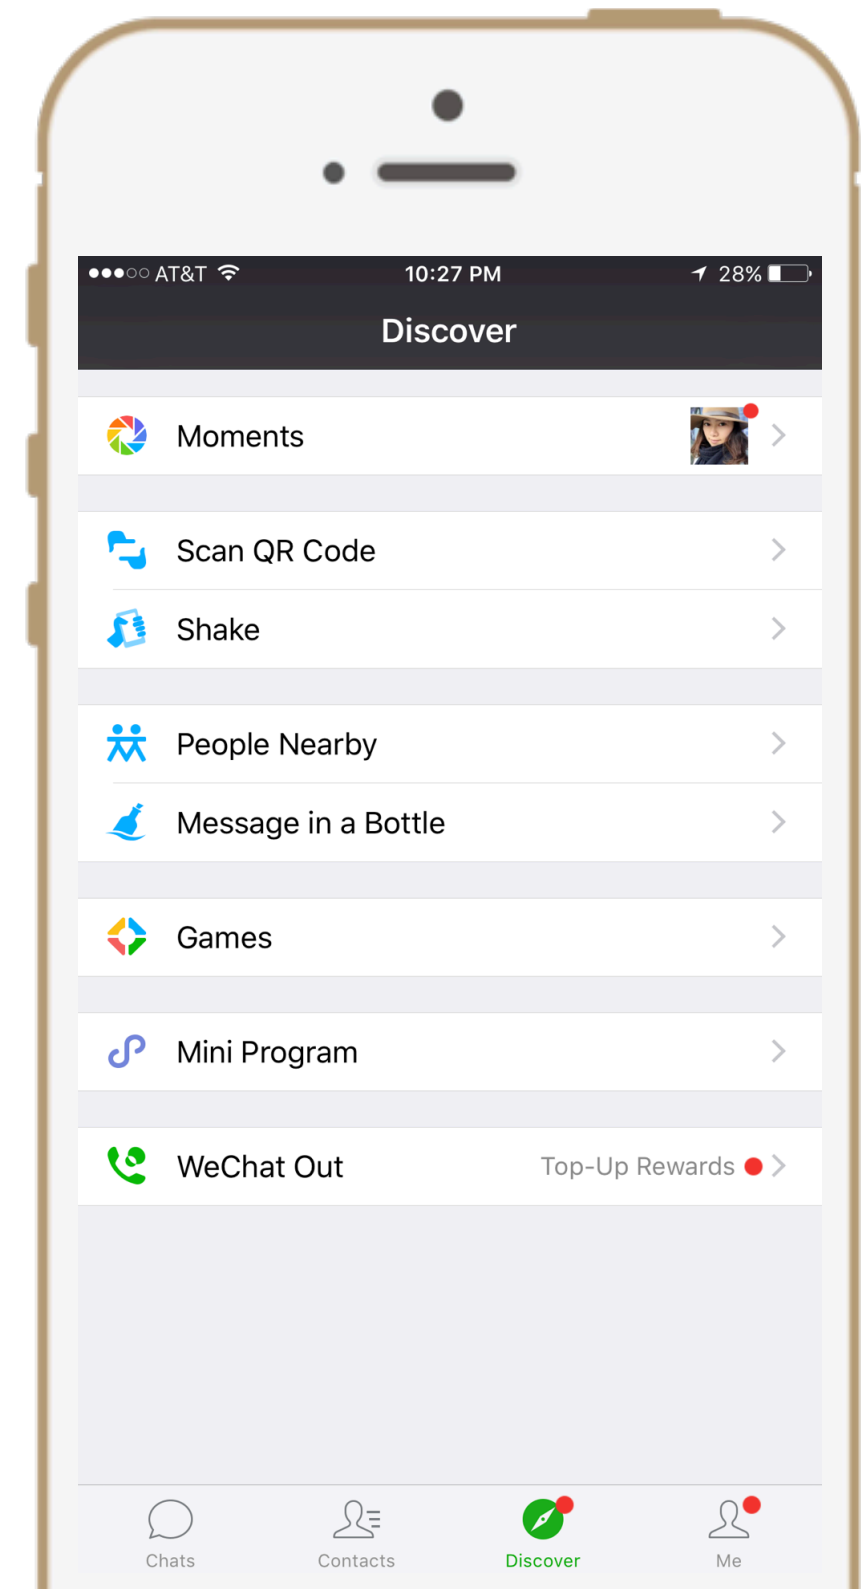 AT&T 10:27 PM 28%
Discover
Moments
Scan QR Code
Shake
People Nearby
Message in a Bottle
Games
Mini Program
WeChat Out Top-Up Rewards
Chats Contacts Discover Me